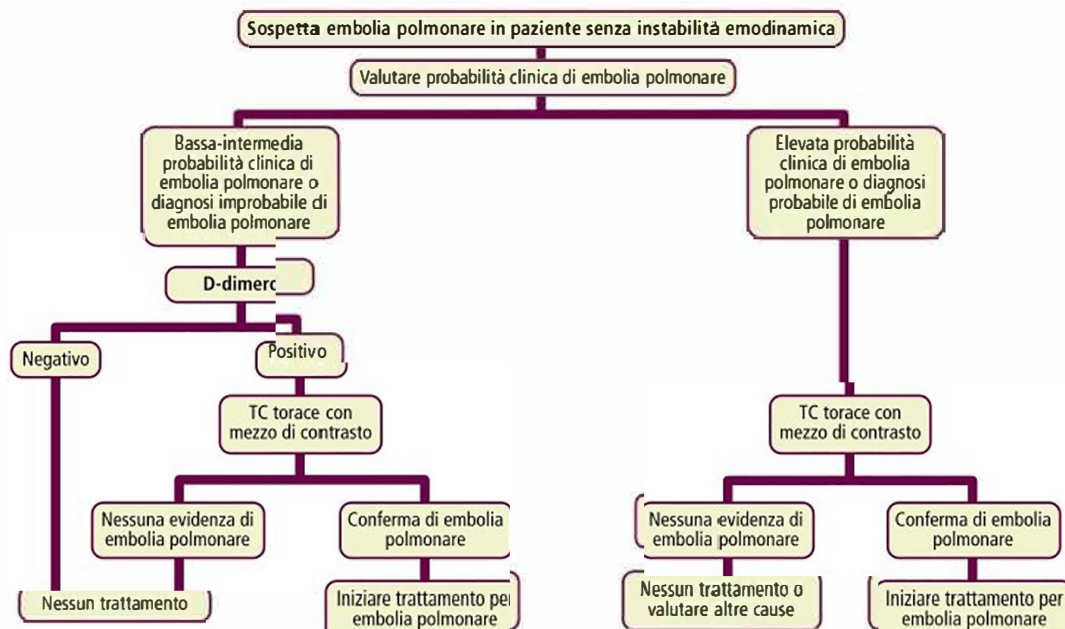 Sospetta embolia polmonare in paziente senza instabilità emodinamica
Valutare probabilità clinica di embolia polmonare
Bassa-intermedia
probabilità clinica di
embolia polmonare o
diagnosi improbabile di
embolia polmonare
Elevata probabilità
clinica di embolia
polmonare o diagnosi
probabile di embolia
polmonare
D-dimero
Negativo
Positivo
TC torace con
mezzo di contrasto
TC torace con
mezzo di contrasto
Nessuna evidenza di
embolia polmonare
Conferma di embolia
polmonare
Nessuna evidenza di
embolia polmonare
Conferma di embolia
polmonare
Nessun trattamento
Iniziare trattamento per
embolia polmonare
Nessun trattamento o
valutare altre cause
Iniziare trattamento per
embolia polmonare